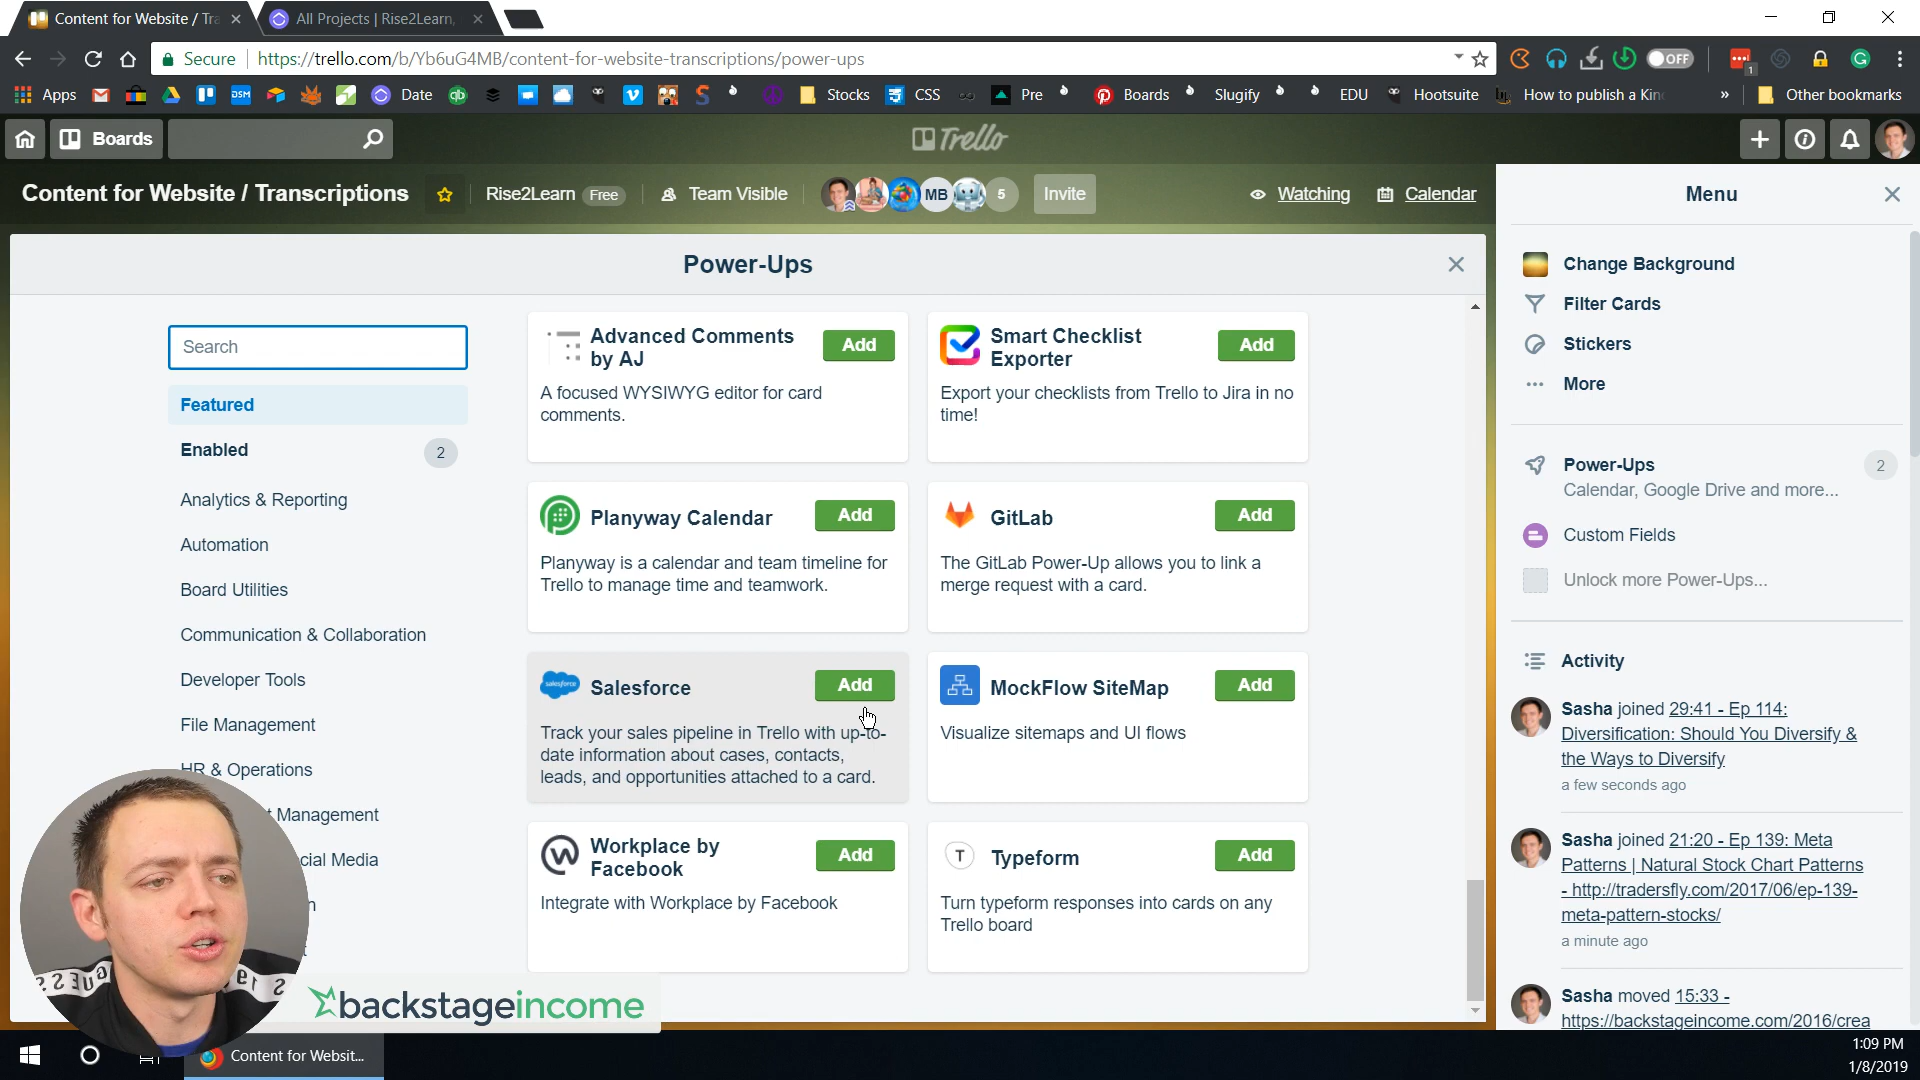 Content for Website / Tra
All Projects | Rise2Learn,
Secure
https://trello.com/b/Yb6uG4MB/content-for-website-transcriptions/power-ups
OFF
1
Apps
DSM
Date
Stocks
CSS
Pre
Boards
Slugify
EDU
Hootsuite
How to publish a Kin
»
Other bookmarks
Boards
Trello
Content for Website / Transcriptions
Rise2Learn
Free
Team Visible
MB
5
Invite
Watching
Calendar
Menu
Power-Ups
Search
Featured
Enabled
2
Analytics & Reporting
Automation
Board Utilities
Communication & Collaboration
Developer Tools
File Management
HR & Operations
t Management
cial Media
n
t
Advanced Comments
by AJ
Add
A focused WYSIWYG editor for card
comments.
Smart Checklist
Exporter
Add
Export your checklists from Trello to Jira in no
time!
Planyway Calendar
Add
Planyway is a calendar and team timeline for
Trello to manage time and teamwork.
GitLab
Add
The GitLab Power-Up allows you to link a
merge request with a card.
salesforce
Salesforce
Add
Track your sales pipeline in Trello with up-to-
date information about cases, contacts,
leads, and opportunities attached to a card.
MockFlow SiteMap
Add
Visualize sitemaps and UI flows
Workplace by
Facebook
Add
Integrate with Workplace by Facebook
T
Typeform
Add
Turn typeform responses into cards on any
Trello board
Change Background
Filter Cards
Stickers
More
Power-Ups
2
Calendar, Google Drive and more...
Custom Fields
Unlock more Power-Ups...
Activity
Sasha joined 29:41 - Ep 114:
Diversification: Should You Diversify &
the Ways to Diversify
a few seconds ago
Sasha joined 21:20 - Ep 139: Meta
Patterns | Natural Stock Chart Patterns
- http://tradersfly.com/2017/06/ep-139-
meta-pattern-stocks/
a minute ago
Sasha moved 15:33 -
https://backstageincome.com/2016/crea
backstageincome
Content for Websit...
1:09 PM
1/8/2019